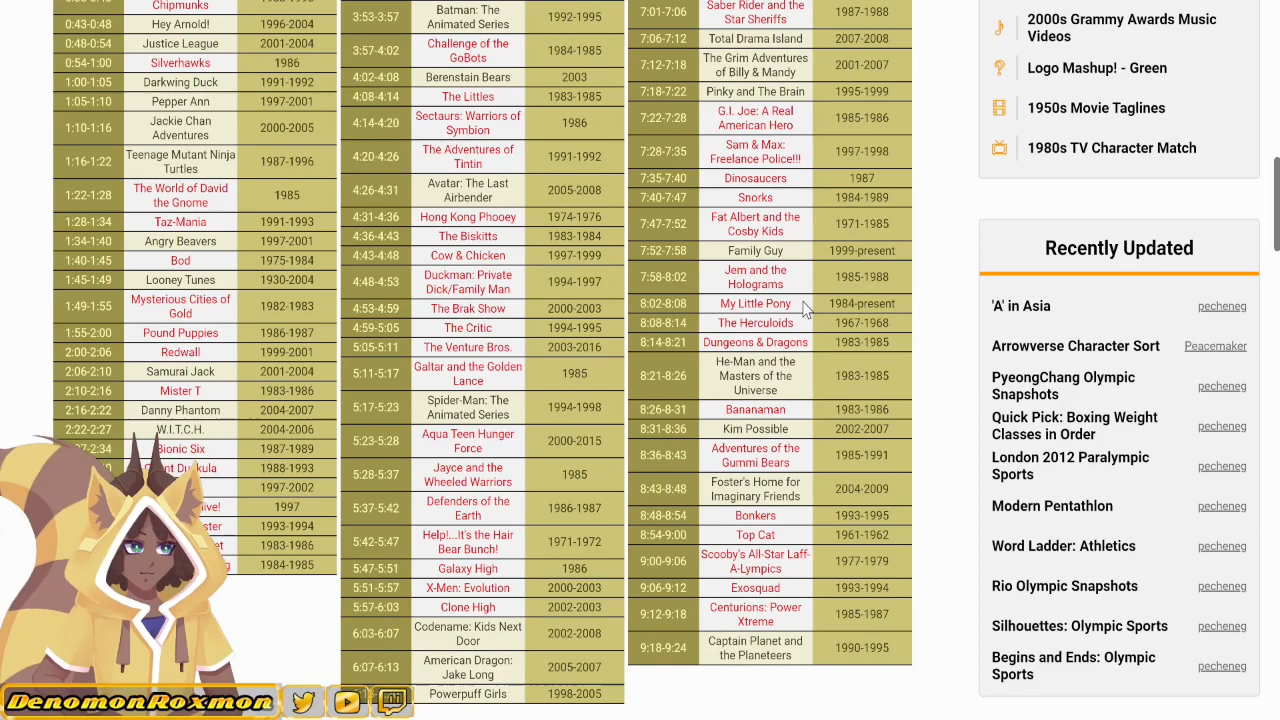 Chipmunks
0:43-0:48 Hey Arnold! 1996-2004
0:48-0:54 Justice League 2001-2004
0:54-1:00 Silverhawks 1986
1:00-1:05 Darkwing Duck 1991-1992
1:05-1:10 Pepper Ann 1997-2001
1:10-1:16 Jackie Chan Adventures 2000-2005
1:16-1:22 Teenage Mutant Ninja Turtles 1987-1996
1:22-1:28 The World of David the Gnome 1985
1:28-1:34 Taz-Mania 1991-1993
1:34-1:40 Angry Beavers 1997-2001
1:40-1:45 Bod 1975-1984
1:45-1:49 Looney Tunes 1930-2004
1:49-1:55 Mysterious Cities of Gold 1982-1983
1:55-2:00 Pound Puppies 1986-1987
2:00-2:06 Redwall 1999-2001
2:06-2:10 Samurai Jack 2001-2004
2:10-2:16 Mister T 1983-1986
2:16-2:22 Danny Phantom 2004-2007
2:22-2:27 W.I.T.C.H. 2004-2006
Bionic Six 1987-1989
1988-1993
1997-2002
1997
1993-1994
1983-1986
1984-1985
3:53-3:57 Batman: The Animated Series 1992-1995
3:57-4:02 Challenge of the GoBots 1984-1985
4:02-4:08 Berenstain Bears 2003
4:08-4:14 The Littles 1983-1985
4:14-4:20 Sectaurs: Warriors of Symbion 1986
4:20-4:26 The Adventures of Tintin 1991-1992
4:26-4:31 Avatar: The Last Airbender 2005-2008
4:31-4:36 Hong Kong Phooey 1974-1976
4:36-4:43 The Biskitts 1983-1984
4:43-4:48 Cow & Chicken 1997-1999
4:48-4:53 Duckman: Private Dick/Family Man 1994-1997
4:53-4:59 The Brak Show 2000-2003
4:59-5:05 The Critic 1994-1995
5:05-5:11 The Venture Bros. 2003-2016
5:11-5:17 Galtar and the Golden Lance 1985
5:17-5:23 Spider-Man: The Animated Series 1994-1998
5:23-5:28 Aqua Teen Hunger Force 2000-2015
5:28-5:37 Jayce and the Wheeled Warriors 1985
5:37-5:42 Defenders of the Earth 1986-1987
5:42-5:47 Help!...It's the Hair Bear Bunch! 1971-1972
5:47-5:51 Galaxy High 1986
5:51-5:57 X-Men: Evolution 2000-2003
5:57-6:03 Clone High 2002-2003
6:03-6:07 Codename: Kids Next Door 2002-2008
6:07-6:13 American Dragon: Jake Long 2005-2007
Powerpuff Girls 1998-2005
7:01-7:06 Saber Rider and the Star Sheriffs 1987-1988
7:06-7:12 Total Drama Island 2007-2008
7:12-7:18 The Grim Adventures of Billy & Mandy 2001-2007
7:18-7:22 Pinky and The Brain 1995-1999
7:22-7:28 G.I. Joe: A Real American Hero 1985-1986
7:28-7:35 Sam & Max: Freelance Police!!! 1997-1998
7:35-7:40 Dinosaucers 1987
7:40-7:47 Snorks 1984-1989
7:47-7:52 Fat Albert and the Cosby Kids 1971-1985
7:52-7:58 Family Guy 1999-present
7:58-8:02 Jem and the Holograms 1985-1988
8:02-8:08 My Little Pony 1984-present
8:08-8:14 The Herculoids 1967-1968
8:14-8:21 Dungeons & Dragons 1983-1985
8:21-8:26 He-Man and the Masters of the Universe 1983-1985
8:26-8:31 Bananaman 1983-1986
8:31-8:36 Kim Possible 2002-2007
8:36-8:43 Adventures of the Gummi Bears 1985-1991
8:43-8:48 Foster's Home for Imaginary Friends 2004-2009
8:48-8:54 Bonkers 1993-1995
8:54-9:00 Top Cat 1961-1962
9:00-9:06 Scooby's All-Star Laff-A-Lympics 1977-1979
9:06-9:12 Exosquad 1993-1994
9:12-9:18 Centurions: Power Xtreme 1985-1987
9:18-9:24 Captain Planet and the Planeteers 1990-1995
2000s Grammy Awards Music
Videos
Logo Mashup! - Green
1950s Movie Taglines
1980s TV Character Match
Recently Updated
'A' in Asia pecheneg
Arrowverse Character Sort Peacemaker
PyeongChang Olympic
Snapshots pecheneg
Quick Pick: Boxing Weight
Classes in Order pecheneg
London 2012 Paralympic
Sports pecheneg
Modern Pentathlon pecheneg
Word Ladder: Athletics pecheneg
Rio Olympic Snapshots pecheneg
Silhouettes: Olympic Sports pecheneg
Begins and Ends: Olympic
Sports pecheneg
DenomonRoxmon